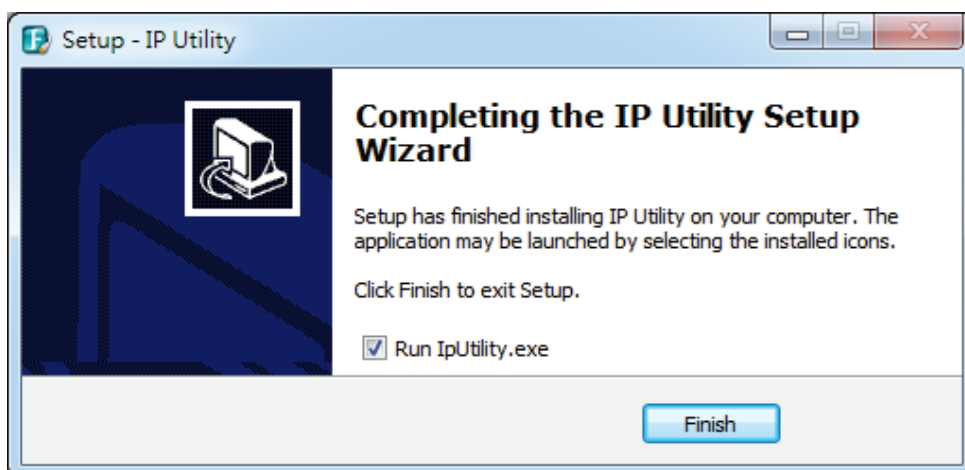 Setup - IP Utility
Completing the IP Utility Setup
Wizard
Setup has finished installing IP Utility on your computer. The
application may be launched by selecting the installed icons.
Click Finish to exit Setup.
Run IpUtility.exe
Finish